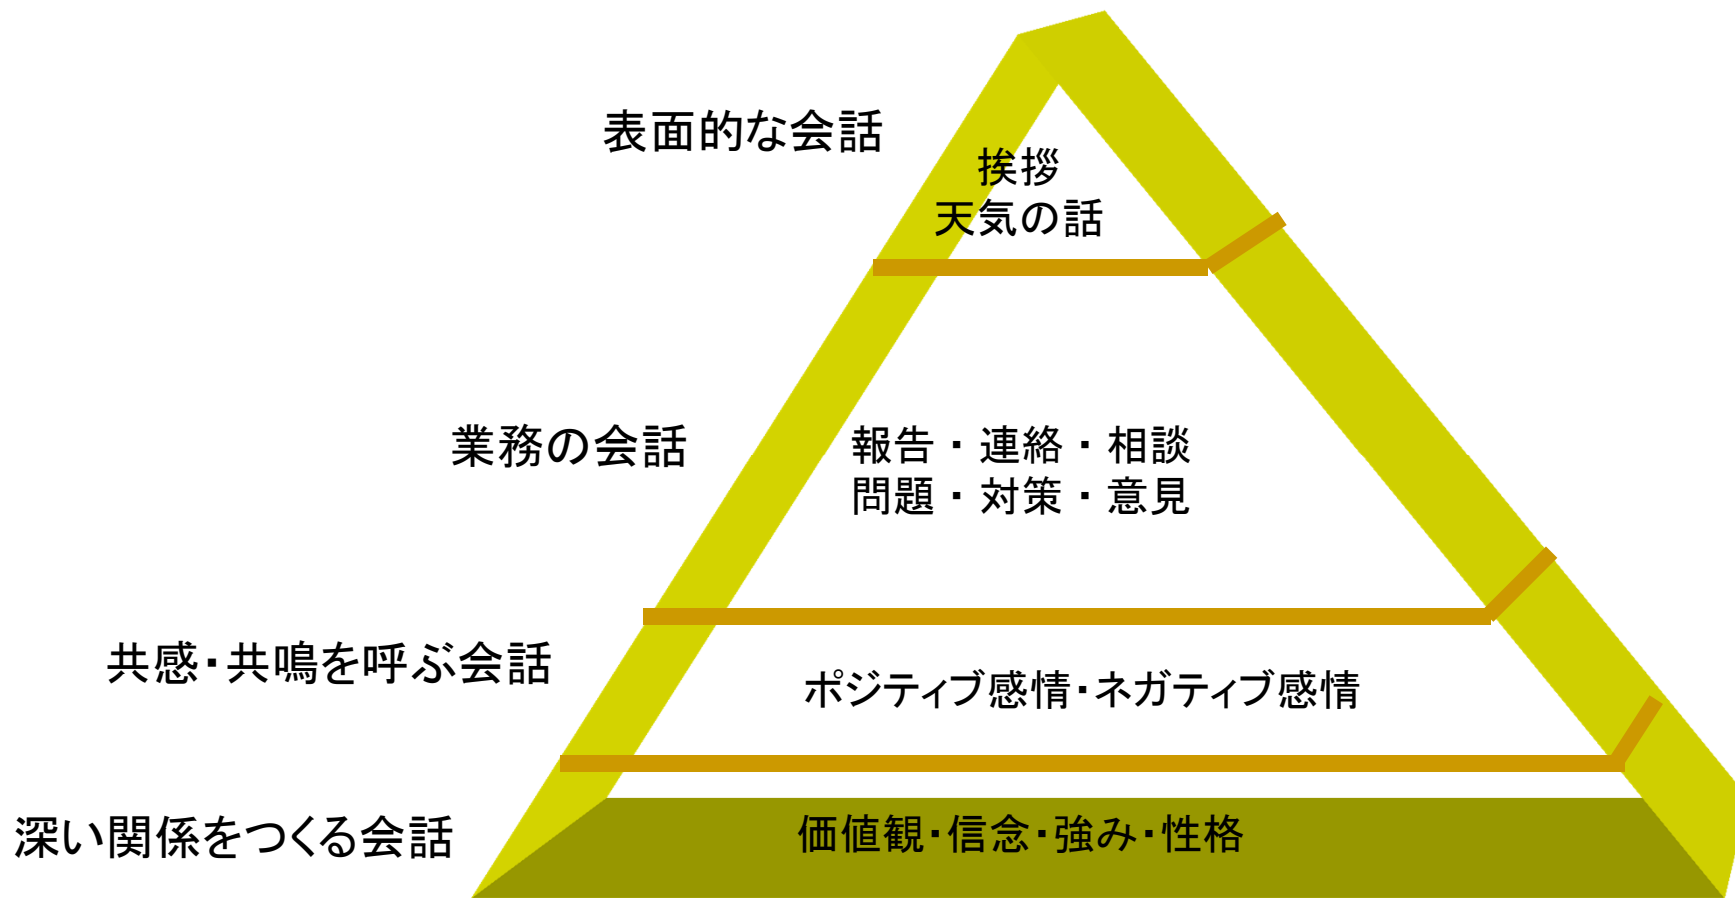 表面的な会話
挨拶
天気の話
業務の会話
報告・連絡・相談
問題・対策・意見
共感・共鳴を呼ぶ会話
ポジティブ感情・ネガティブ感情
深い関係をつくる会話
価値観・信念・強み・性格